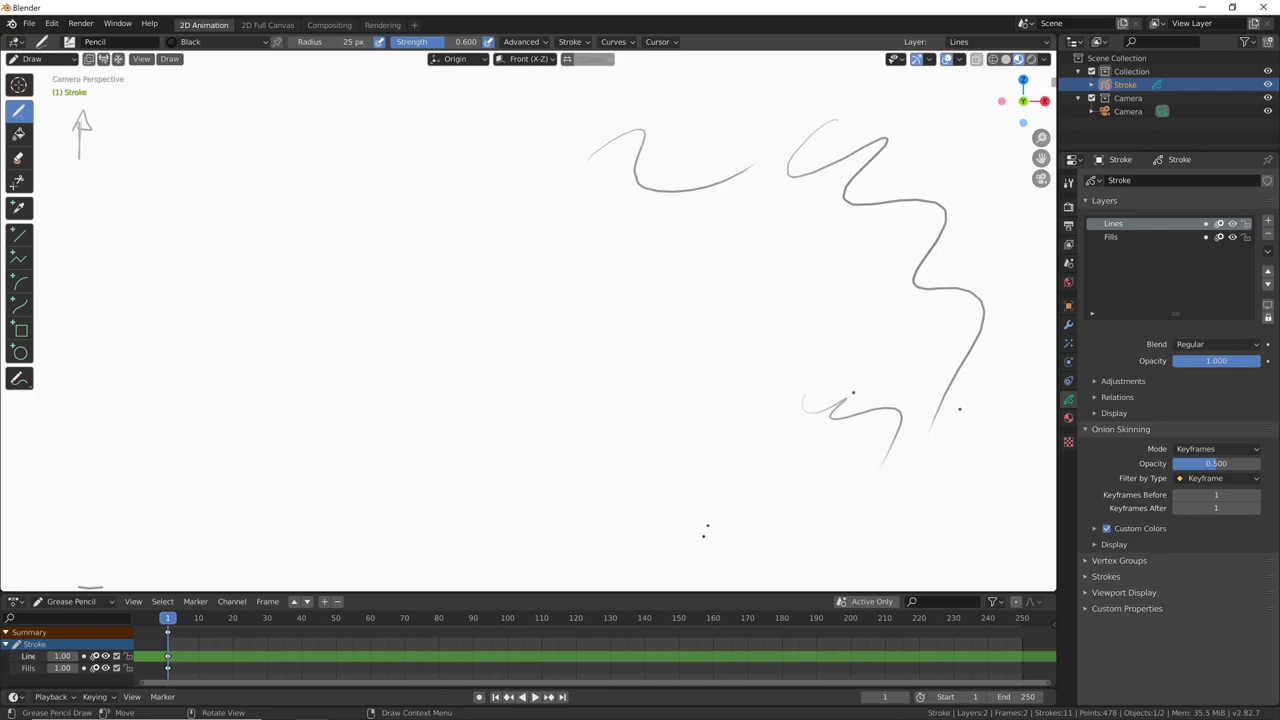 Blender
File Edit Render Window Help 2D Animation 2D Full Canvas Compositing Rendering + Scene View Layer
Pencil Black Radius 25 px Strength 0.600 Advanced Stroke Curves Cursor Layer: Lines
Draw View Draw Origin Front (X-Z)
Camera Perspective
(1) Stroke
Z
Y X
Scene Collection
Collection
Stroke
Camera
Camera
Stroke Stroke
Stroke
Layers
Lines
Fills
Blend Regular
Opacity 1.000
Adjustments
Relations
Display
Onion Skinning
Mode Keyframes
Opacity 0.500
Filter by Type Keyframe
Keyframes Before 1
Keyframes After 1
Custom Colors
Display
Vertex Groups
Strokes
Viewport Display
Custom Properties
Grease Pencil View Select Marker Channel Frame Active Only
1 10 20 30 40 50 60 70 80 90 100 110 120 130 140 150 160 170 180 190 200 210 220 230 240 250
Summary
Stroke
Line 1.00
Fills 1.00
Playback Keying View Marker 1 Start 1 End 250
Grease Pencil Draw Move Rotate View Draw Context Menu Stroke | Layers:2 | Frames:2 | Strokes:11 | Points:478 | Objects:1/2 | Mem: 35.5 MiB | v2.82.7